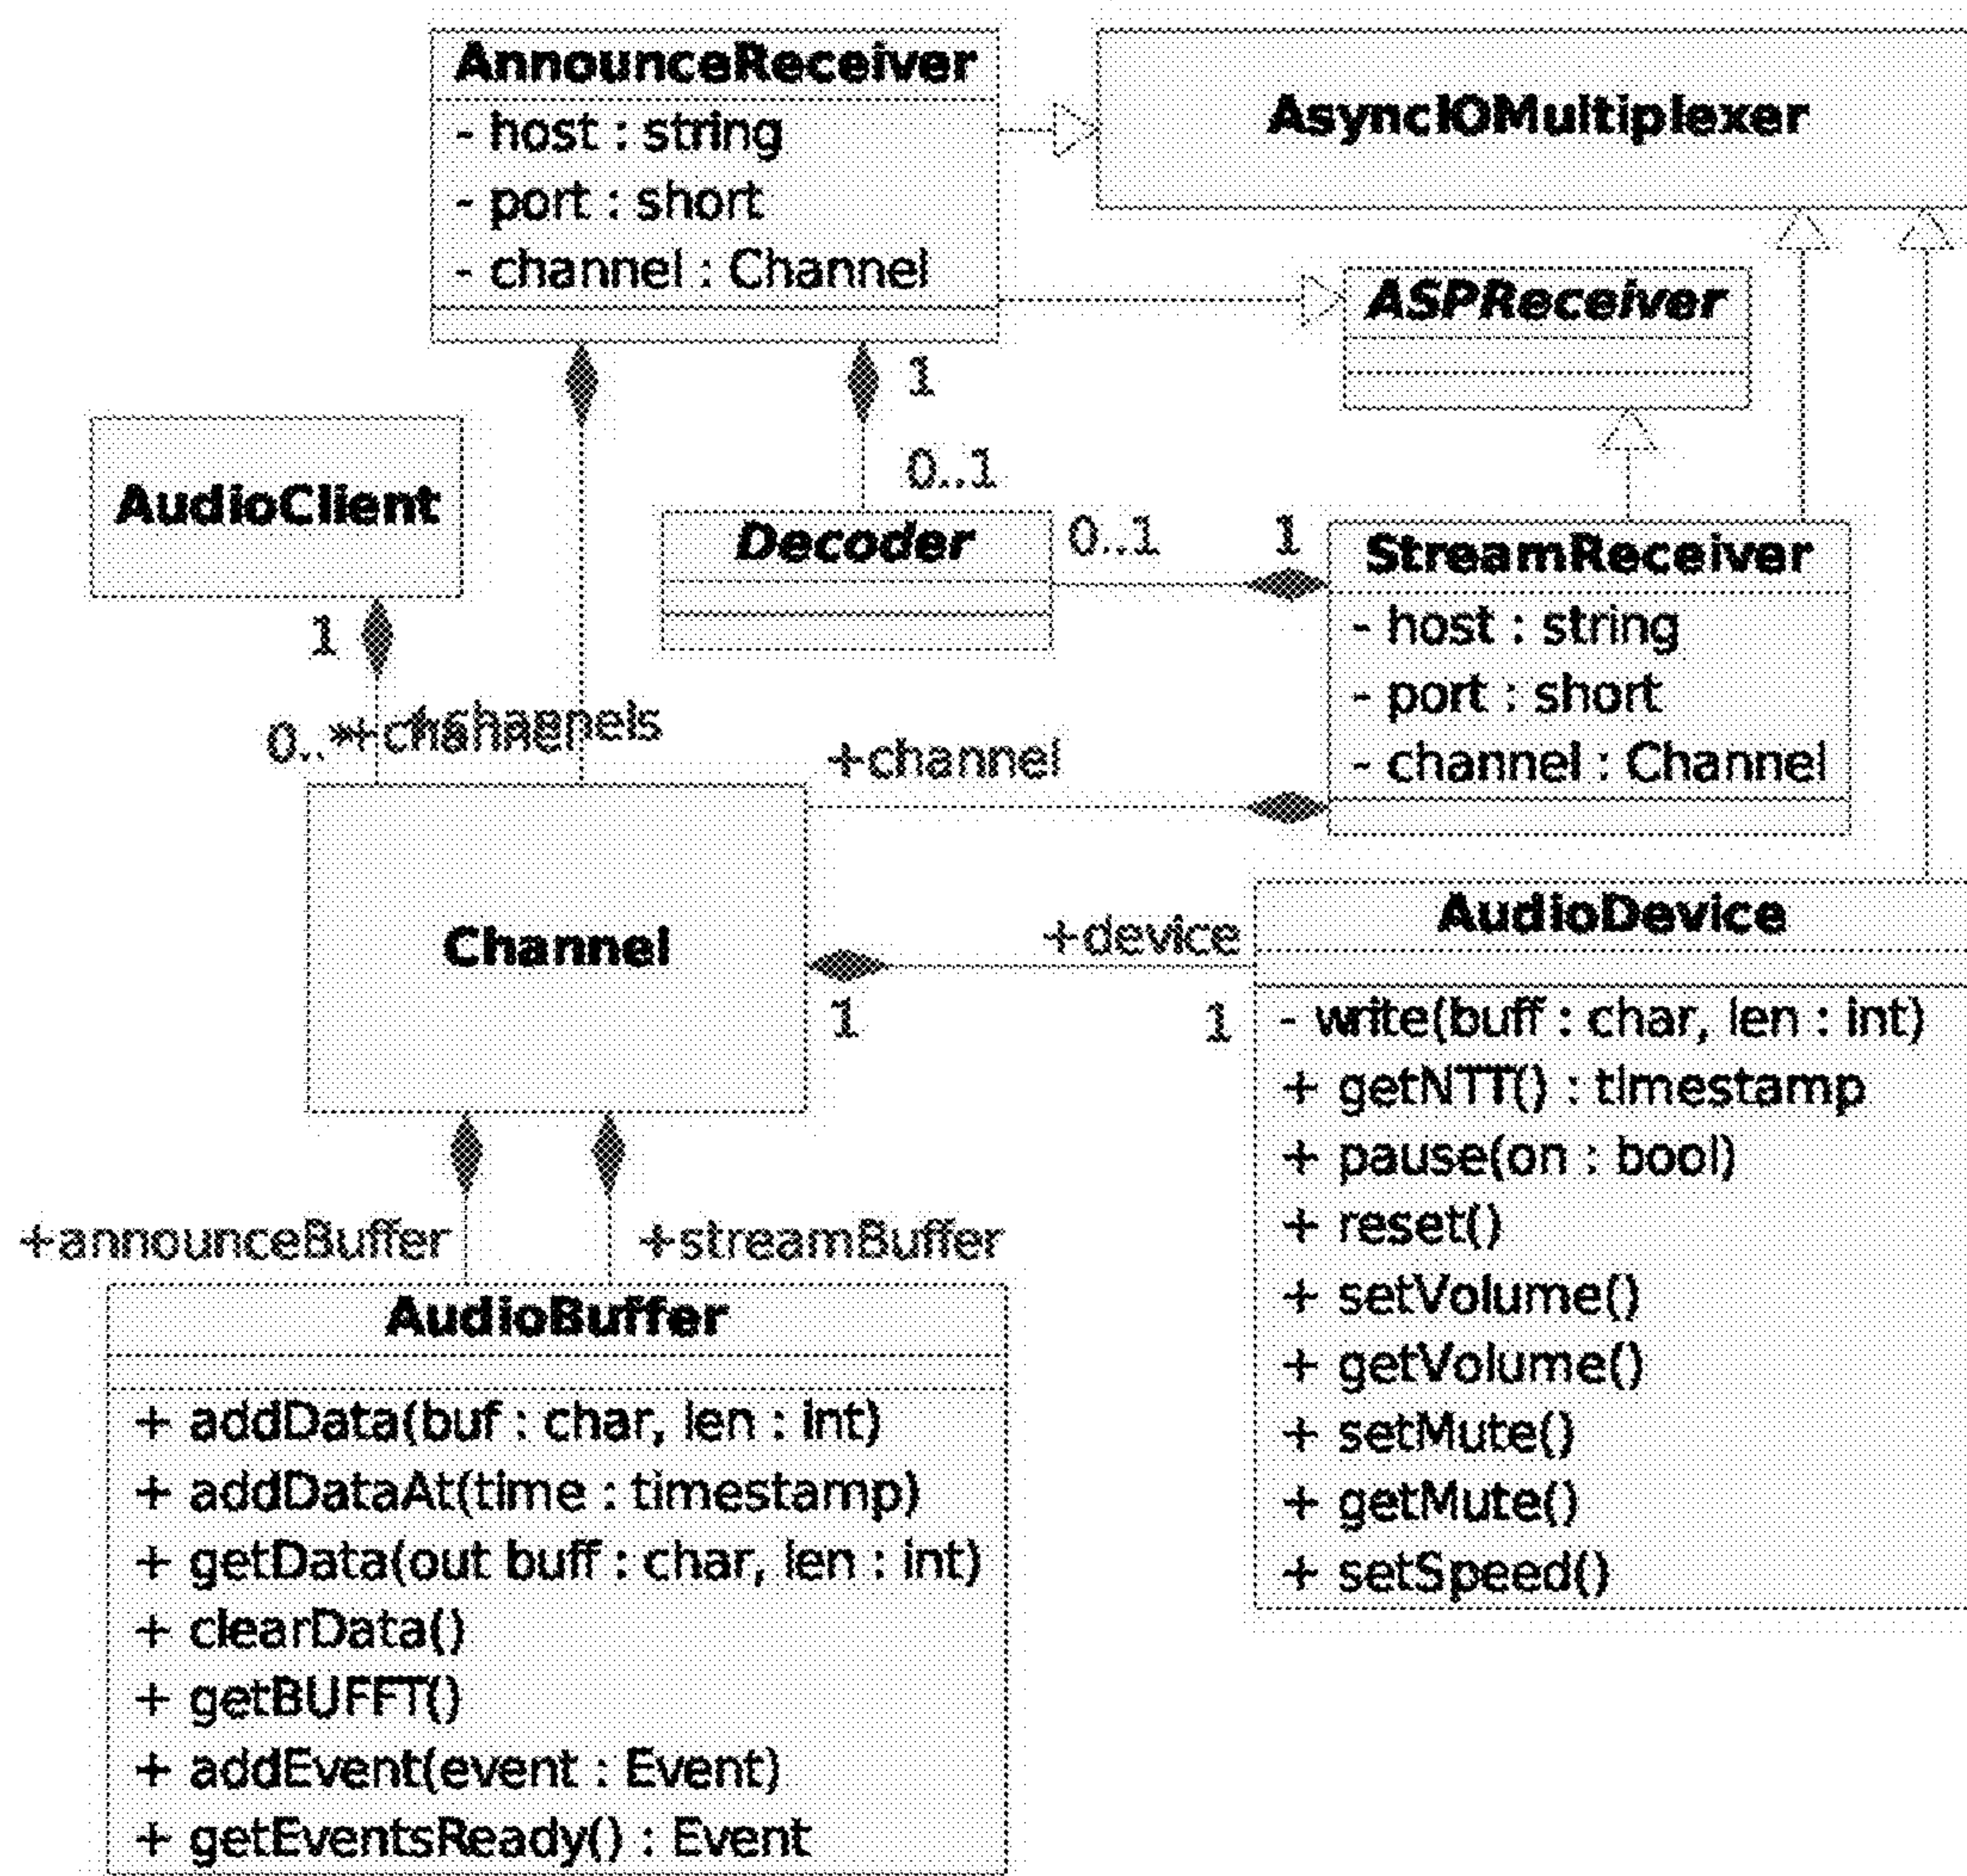 AnnounceReceiver
- host : string
- port : short
- channel : Channel
AsyncIOMultiplexer
ASPReceiver
1
0..1
AudioClient
1
0..*
+channels
+channel
Decoder
0..1
1
StreamReceiver
- host : string
- port : short
- channel : Channel
+channel
Channel
+device
1
1
AudioDevice
- write(buff : char, len : int)
+ getNTT() : timestamp
+ pause(on : bool)
+ reset()
+ setVolume()
+ getVolume()
+ setMute()
+ getMute()
+ setSpeed()
+announceBuffer
+streamBuffer
AudioBuffer
+ addData(buf : char, len : int)
+ addDataAt(time : timestamp)
+ getData(out buff : char, len : int)
+ clearData()
+ getBUFFT()
+ addEvent(event : Event)
+ getEventsReady() : Event